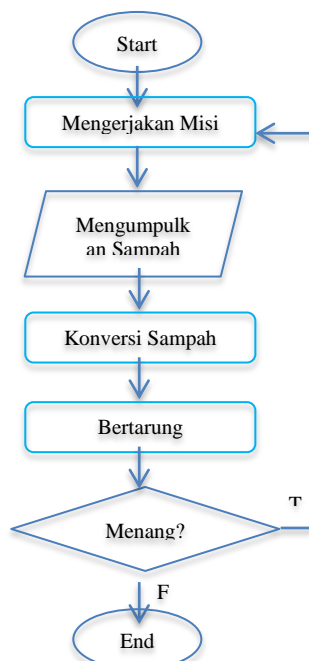 Start
Mengerjakan Misi
Mengumpulk
an Sampah
Konversi Sampah
Bertarung
Menang?
T
F
End